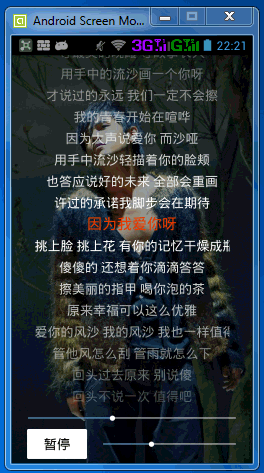 Android Screen Mo...
3G G 22:21
用手中的流沙画一个你呀
才说过的永远 我们一定不会擦
我的青春开始在喧哗
因为大声说爱你 而沙哑
用手中流沙轻描着你的脸颊
也答应说好的未来 全部会重画
许过的承诺我脚步会在期待
因为我爱你呀
挑上脸 挑上花 有你的记忆干燥成瓶
傻傻的 还想着你滴滴答答
擦美丽的指甲 喝你泡的茶
原来幸福可以这么优雅
爱你的风沙 我的风沙 我也一样值得
管他风怎么刮 管雨就怎么下
回头过去原来 别说傻
回头不说一次 值得吧
暂停